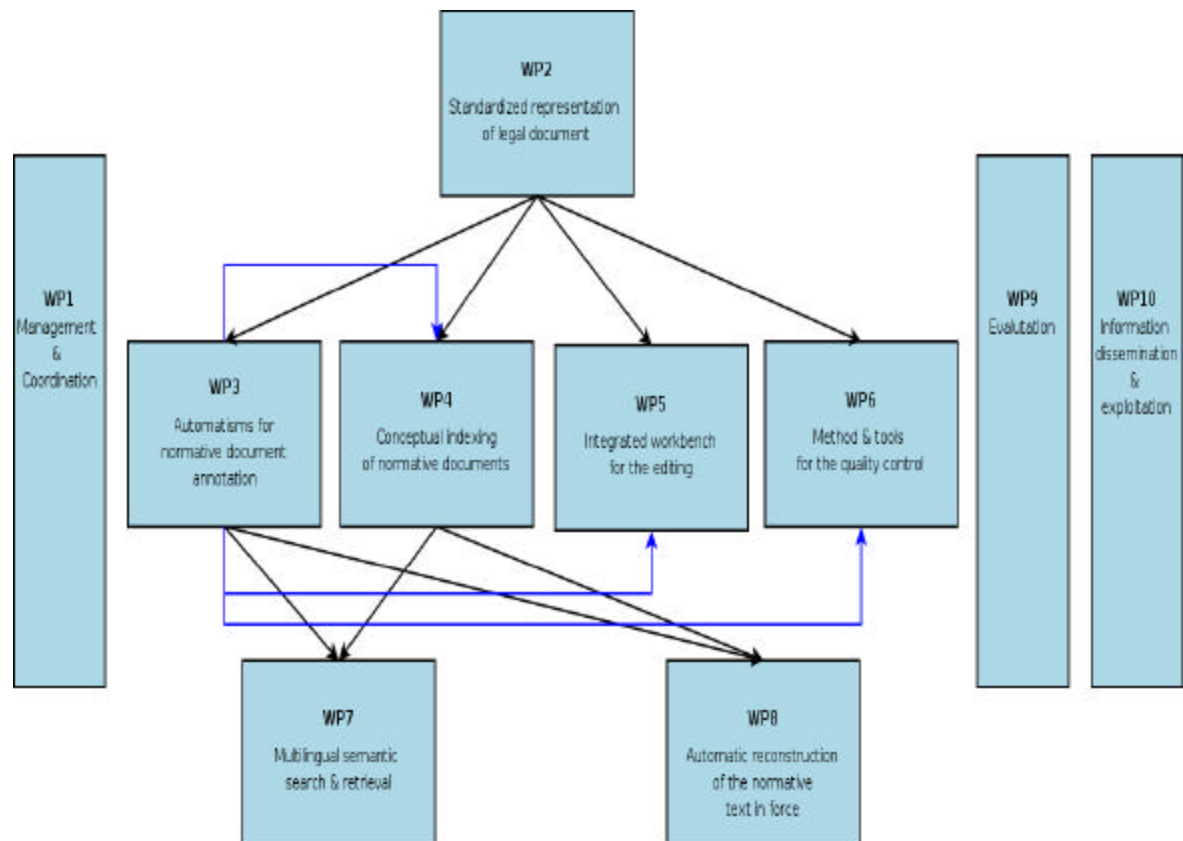 WP2
Standardized representation
of legal document
WP1
Management
&
Coordination
WP9
Evalutation
WP10
Information
dissemination
&
exploitation
WP3
Automatisms for
normative document
annotation
WP4
Conceptual indexing
of normative documents
WP5
Integrated workbench
for the editing
WP6
Method & tools
for the quality control
WP7
Multilingual semantic
search & retrieval
WP8
Automatic reconstruction
of the normative
text in force